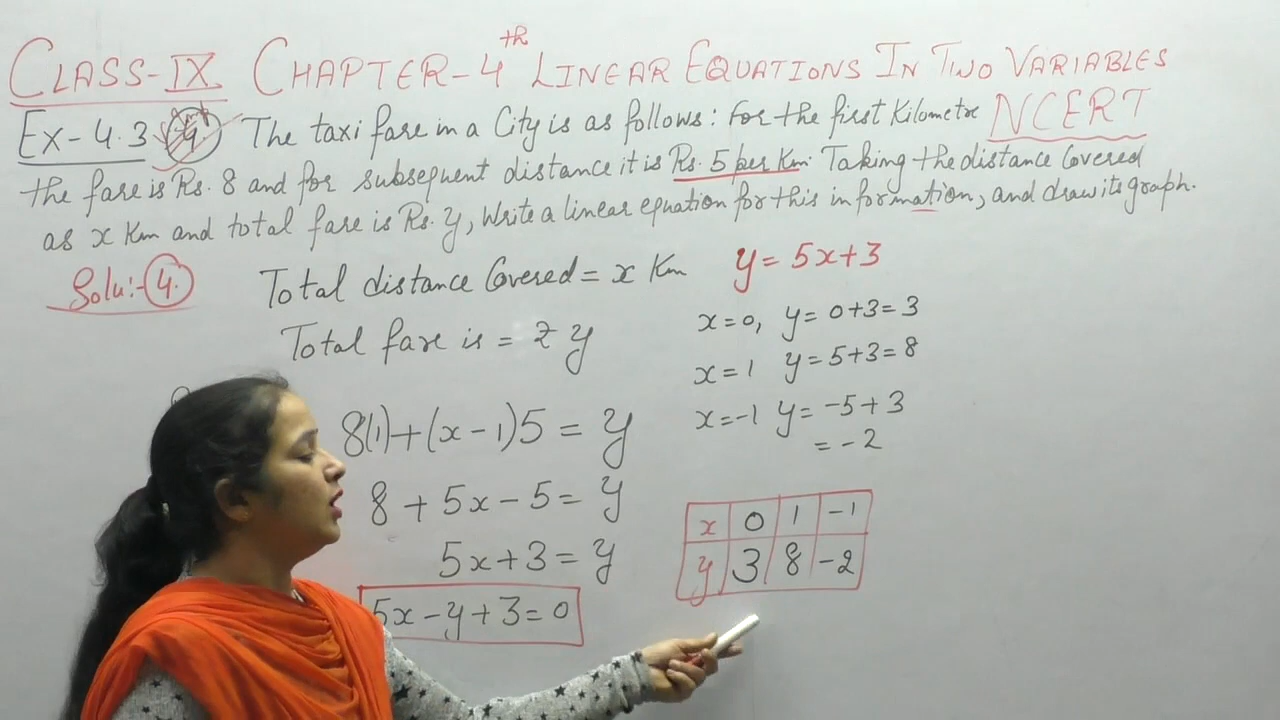 CLASS-IX CHAPTER-4th LINEAR EQUATIONS IN TWO VARIABLES
Ex-4.3 The taxi fare in a City is as follows: For the first Kilometre NCERT
the fare is Rs. 8 and for subsequent distance it is Rs. 5 per Km. Taking the distance Covered
as x Km and total fare is Rs. y, Write a linear equation for this information, and draw its graph.
Solu:- 4. Total distance Covered = x Km
Total fare is = ₹ y
8(1)+(x-1)5 = y
8 + 5x - 5 = y
5x+3 = y
5x - y + 3 = 0
y = 5x+3
x=0, y= 0+3=3
x=1 y= 5+3=8
x=-1 y= -5+3
= -2
x 0 1 -1
y 3 8 -2